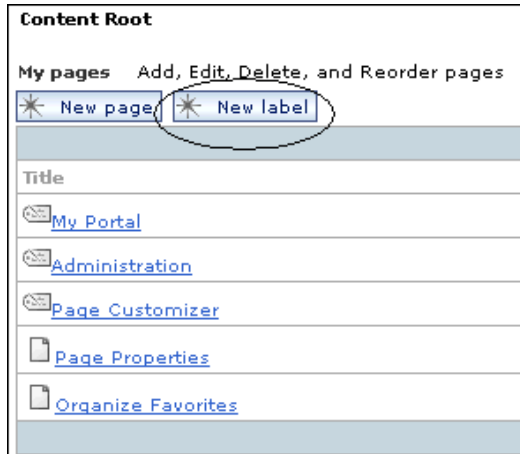 Content Root
My pages Add, Edit, Delete, and Reorder pages
New page New label
Title
My Portal
Administration
Page Customizer
Page Properties
Organize Favorites